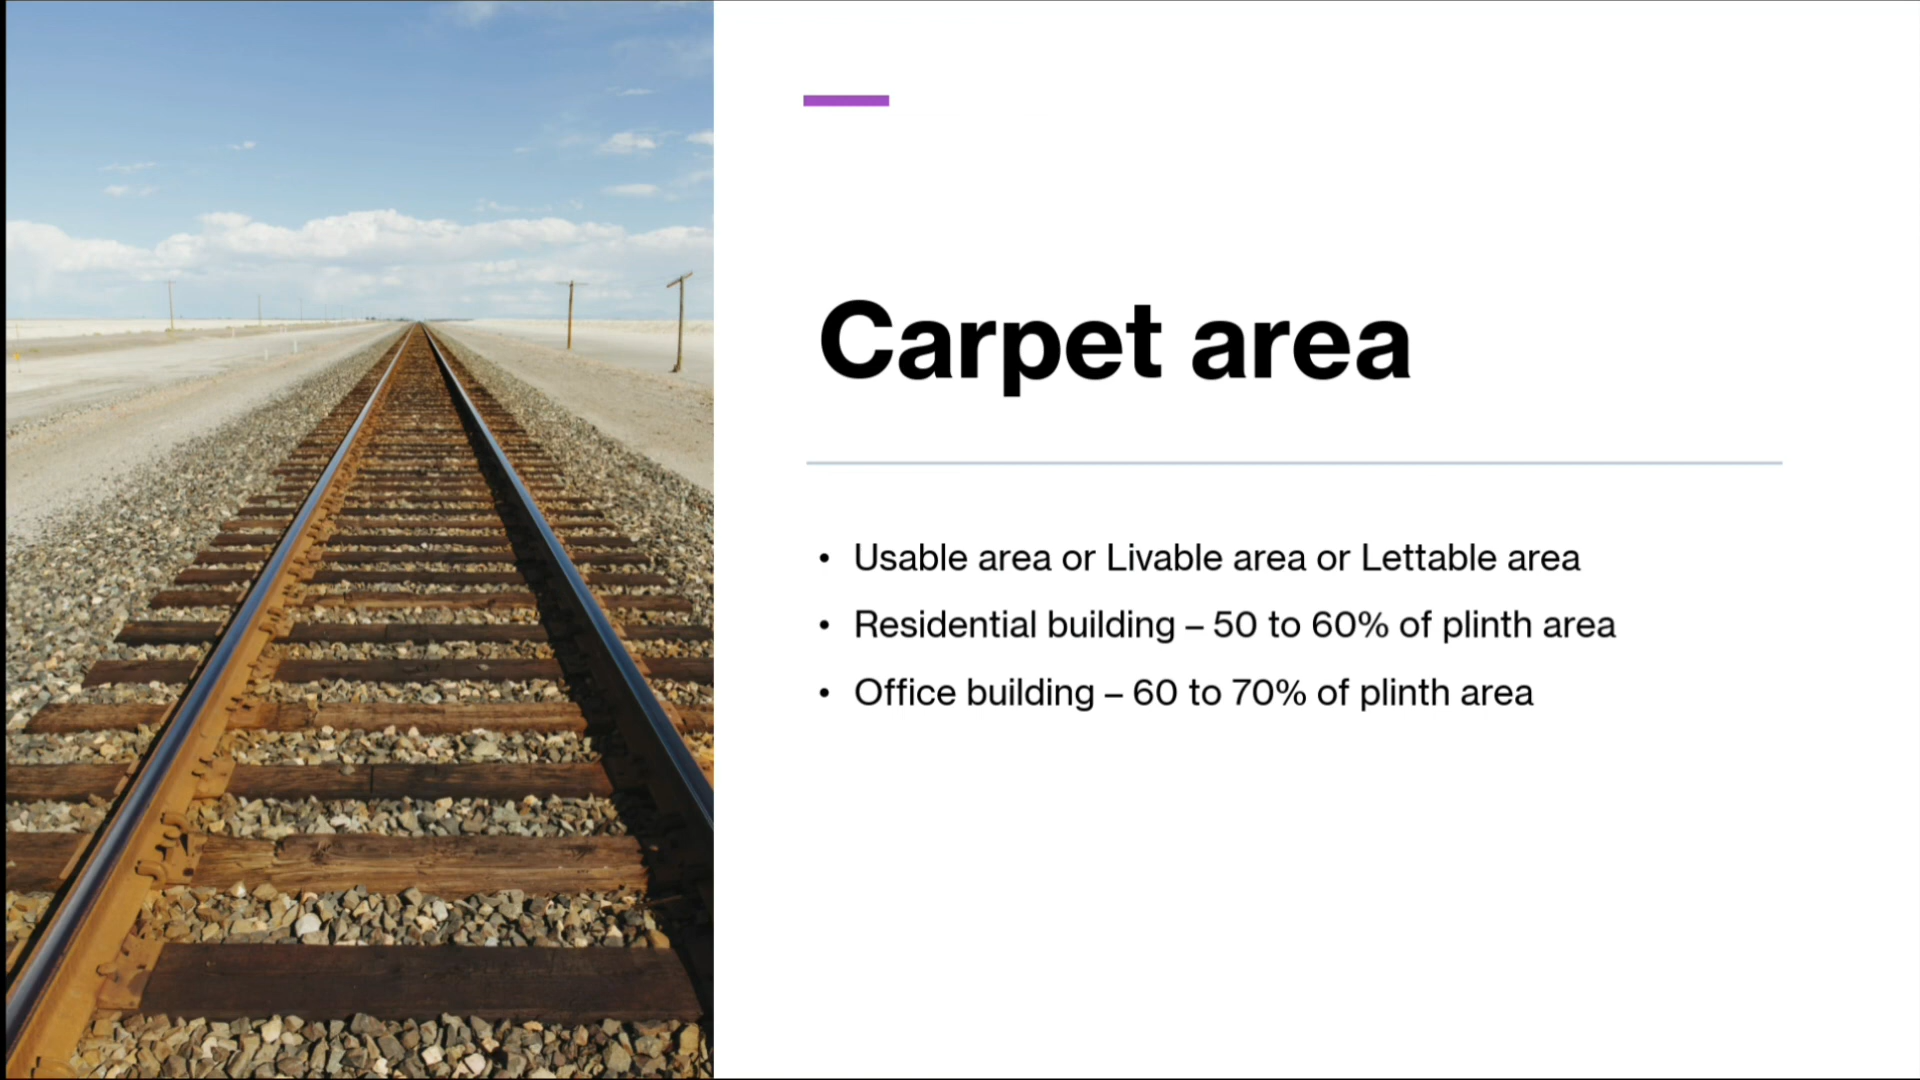 Carpet area
• Usable area or Livable area or Lettable area
• Residential building – 50 to 60% of plinth area
• Office building – 60 to 70% of plinth area